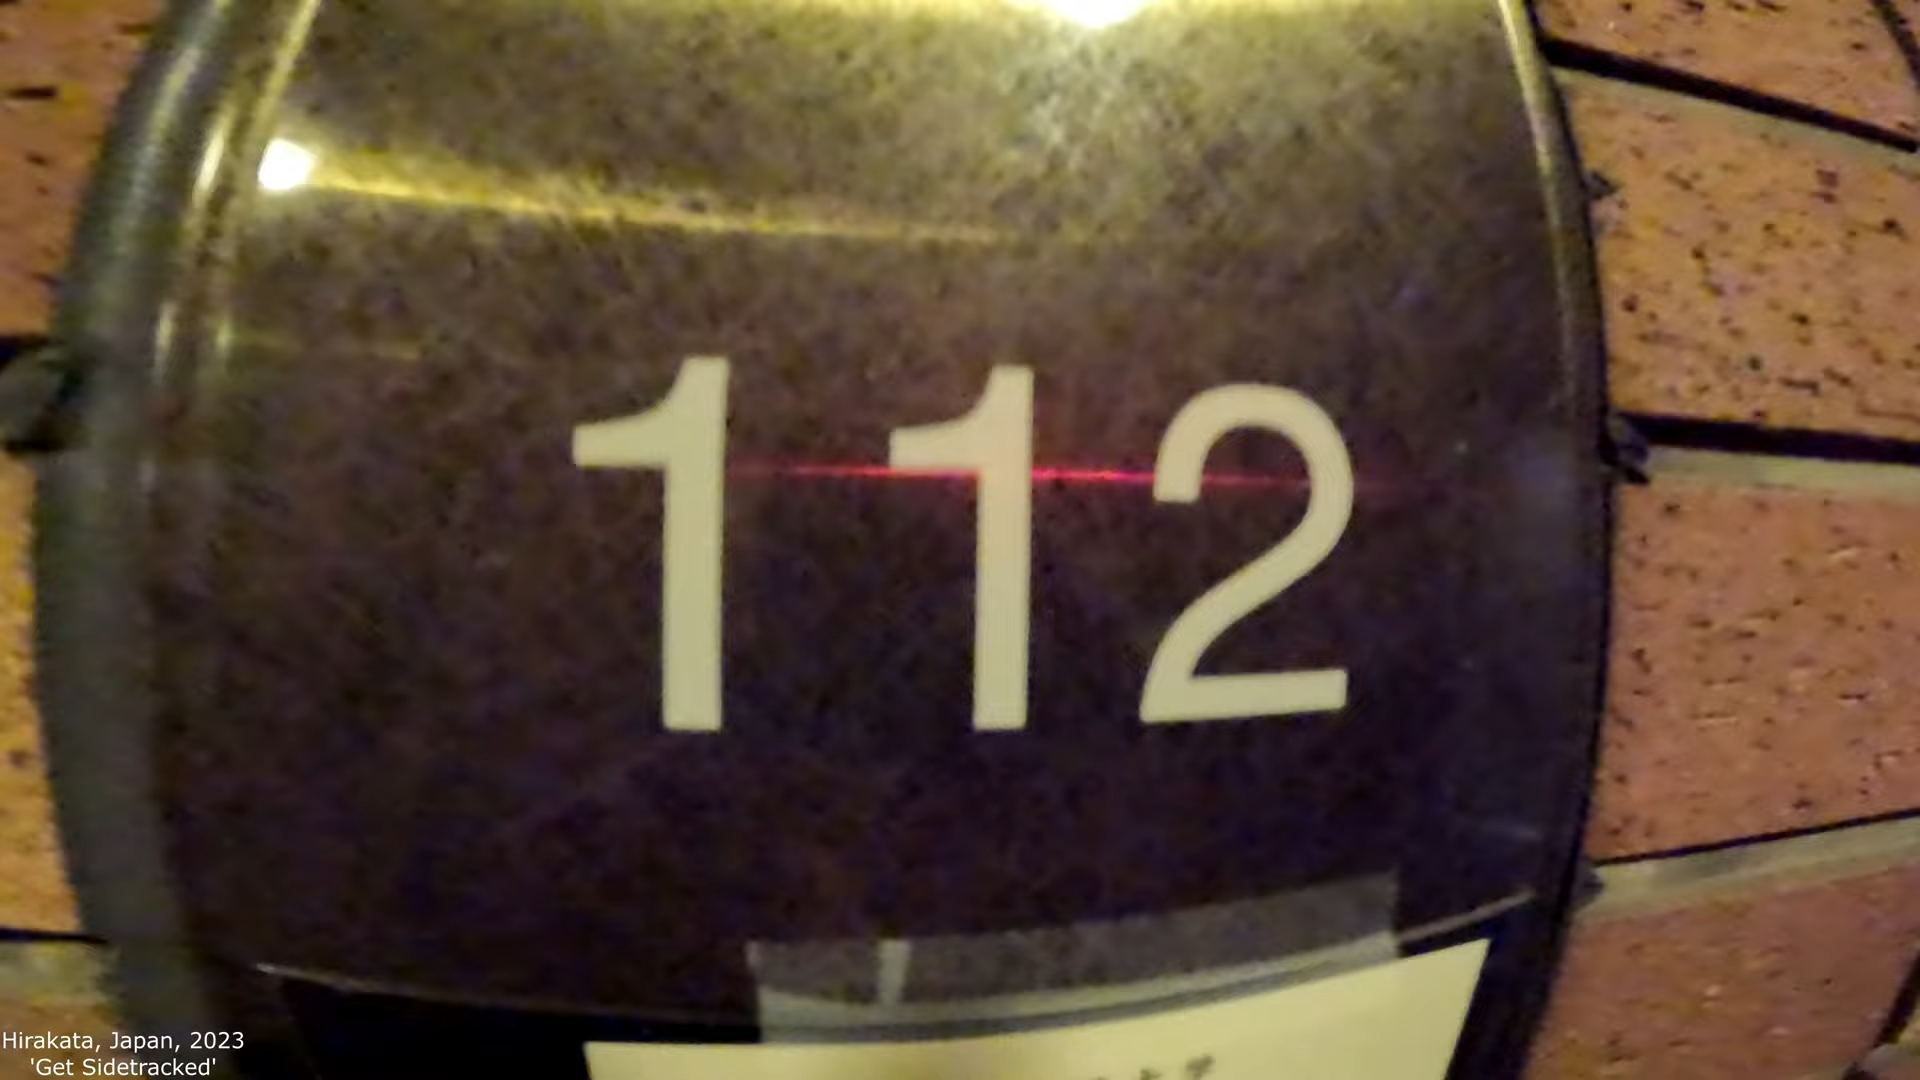 112
Hirakata, Japan, 2023
'Get Sidetracked'